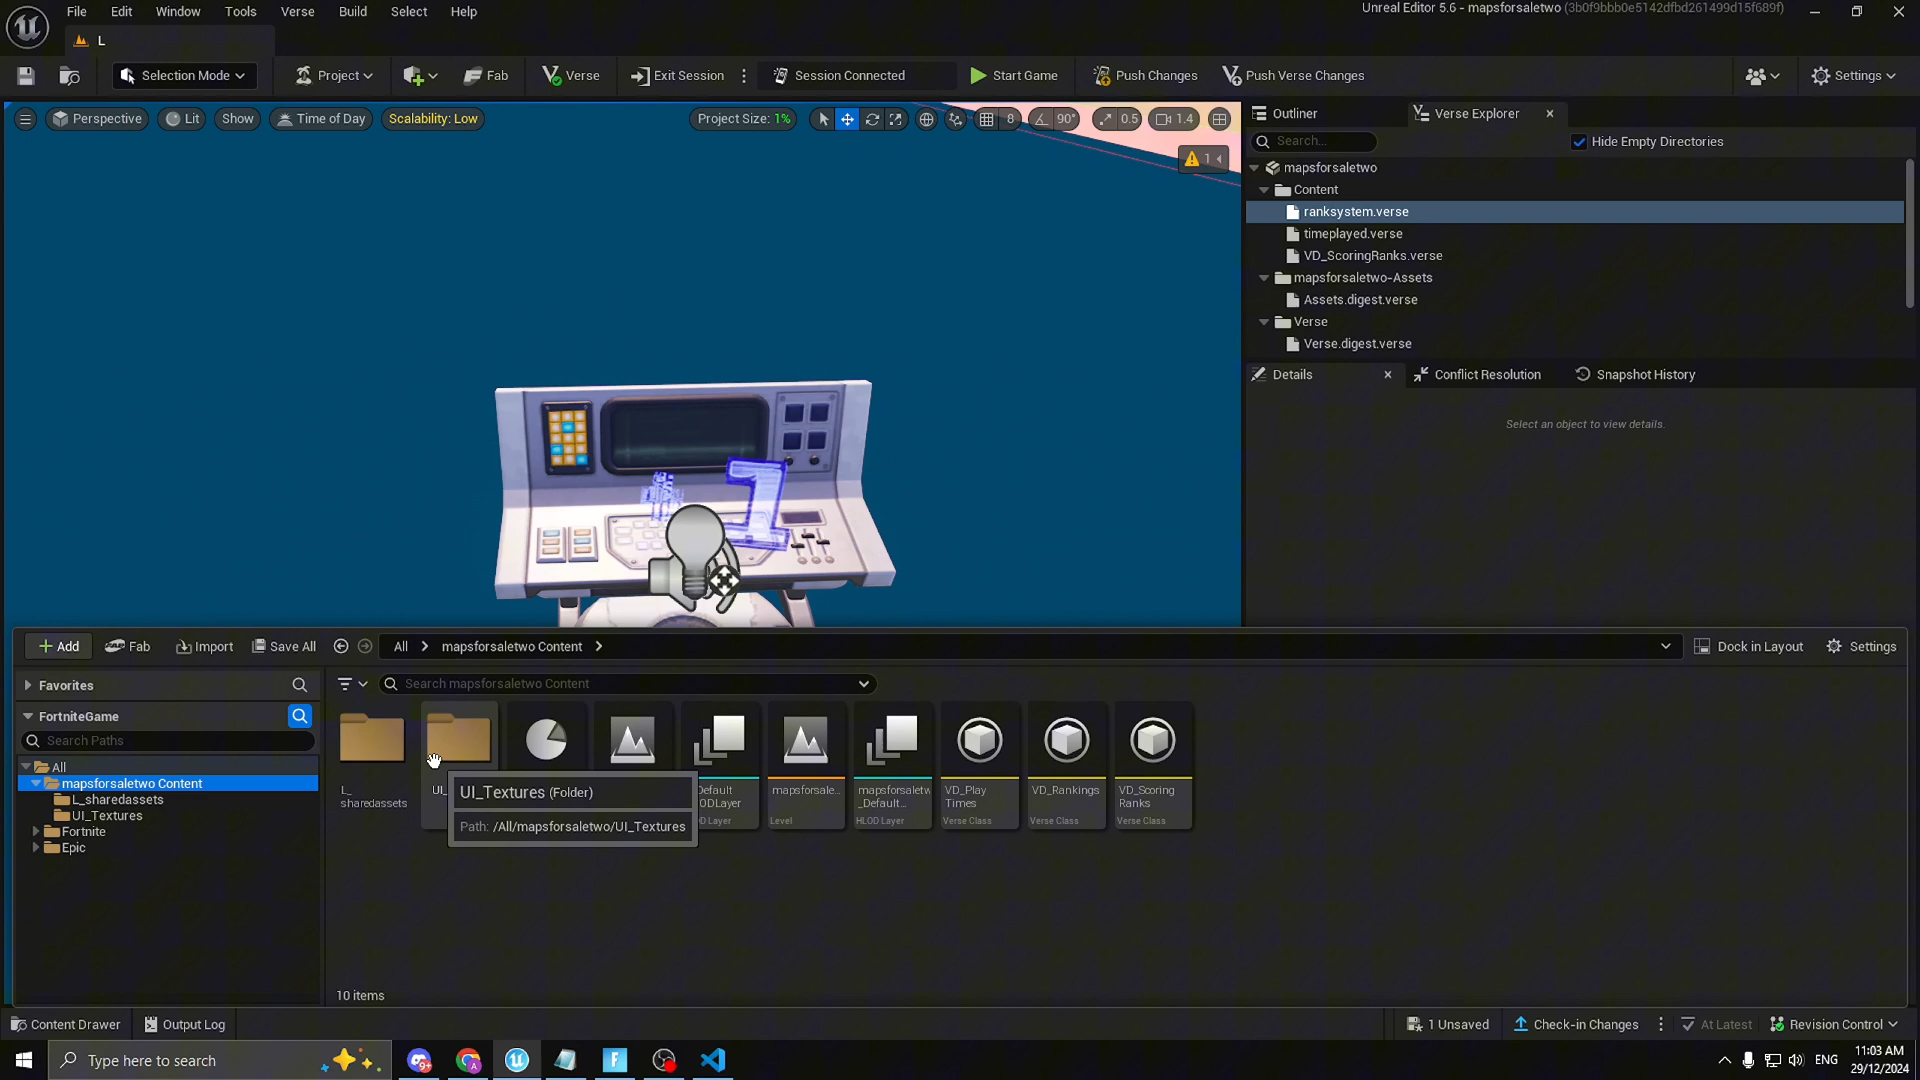 File Edit Window Tools Verse Build Select Help
Unreal Editor 5.6 - mapsforsaletwo (3b0f9bbb0e5142dfbd261499d15f689f)
L
Selection Mode Project Fab Verse Exit Session Session Connected Start Game Push Changes Push Verse Changes Settings
Perspective Lit Show Time of Day Scalability: Low Project Size: 1% 8 90° 0.5 1.4
1
Outliner Verse Explorer
Search... Hide Empty Directories
mapsforsaletwo
Content
ranksystem.verse
timeplayed.verse
VD_ScoringRanks.verse
mapsforsaletwo-Assets
Assets.digest.verse
Verse
Verse.digest.verse
Details Conflict Resolution Snapshot History
Select an object to view details.
Add Fab Import Save All All mapsforsaletwo Content Dock in Layout Settings
Favorites
FortniteGame
Search Paths
All
mapsforsaletwo Content
L_sharedassets
UI_Textures
Fortnite
Epic
Search mapsforsaletwo Content
L_
sharedassets
UI_
UI_Textures (Folder)
Path: /All/mapsforsaletwo/UI_Textures
mapsforsale...
Level
mapsforsaletw
_Default...
HLOD Layer
VD_Play
Times
Verse Class
VD_Rankings
Verse Class
VD_Scoring
Ranks
Verse Class
10 items
Content Drawer Output Log 1 Unsaved Check-in Changes At Latest Revision Control
Type here to search
ENG
11:03 AM
29/12/2024